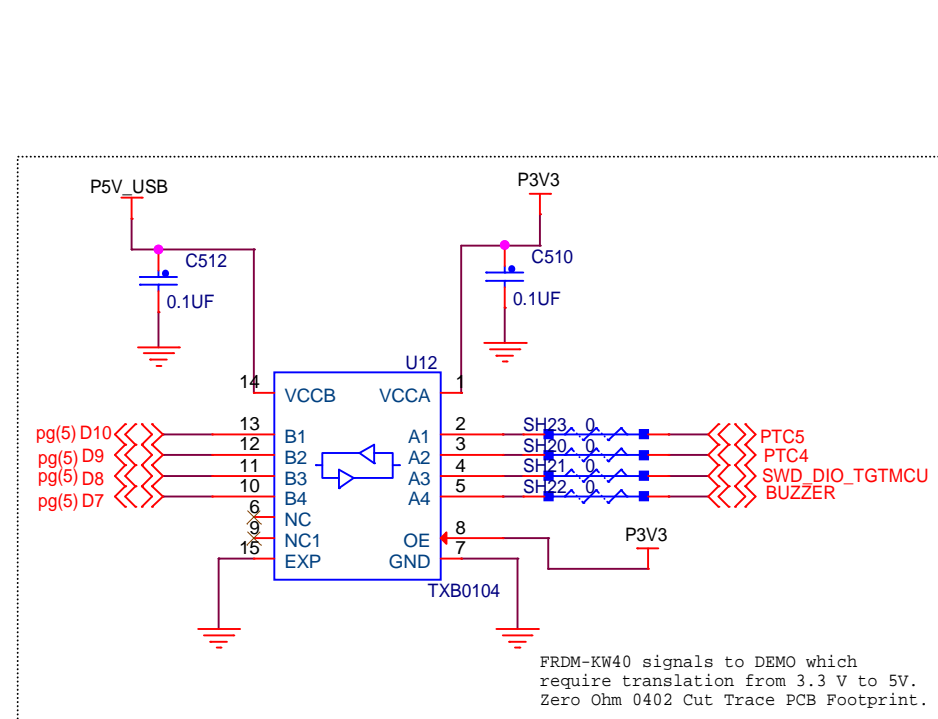 P5V_USB
P3V3
C512
0.1UF
C510
0.1UF
U12
14
VCCB
VCCA
1
pg(5) D10
13
B1
A1
2
SH23
0
PTC5
pg(5) D9
12
B2
A2
3
SH20
0
PTC4
pg(5) D8
11
B3
A3
4
SH21
0
SWD_DIO_TGTMCU
pg(5) D7
10
B4
A4
5
SH22
0
BUZZER
6
NC
9
NC1
OE
8
P3V3
15
EXP
GND
7
TXB0104
FRDM-KW40 signals to DEMO which
require translation from 3.3 V to 5V.
Zero Ohm 0402 Cut Trace PCB Footprint.